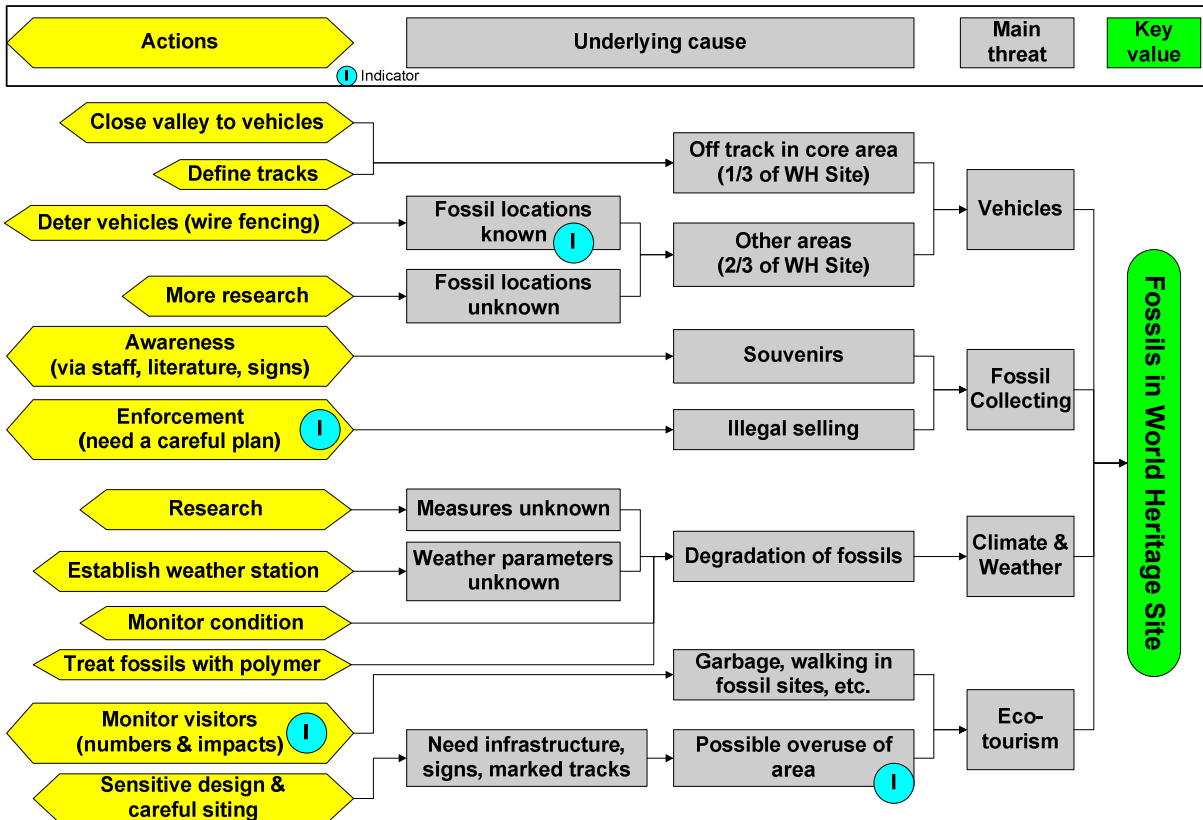 Actions
Underlying cause
Main
threat
Key
value
I Indicator
Close valley to vehicles
Define tracks
Off track in core area
(1/3 of WH Site)
Vehicles
Deter vehicles (wire fencing)
Fossil locations
known
I
Other areas
(2/3 of WH Site)
More research
Fossil locations
unknown
Awareness
(via staff, literature, signs)
Souvenirs
Fossil
Collecting
Enforcement
(need a careful plan)
I
Illegal selling
Fossils in World Heritage Site
Research
Measures unknown
Establish weather station
Weather parameters
unknown
Degradation of fossils
Climate &
Weather
Monitor condition
Treat fossils with polymer
Garbage, walking in
fossil sites, etc.
Monitor visitors
(numbers & impacts)
I
Eco-
tourism
Need infrastructure,
signs, marked tracks
Possible overuse of
area
I
Sensitive design &
careful siting